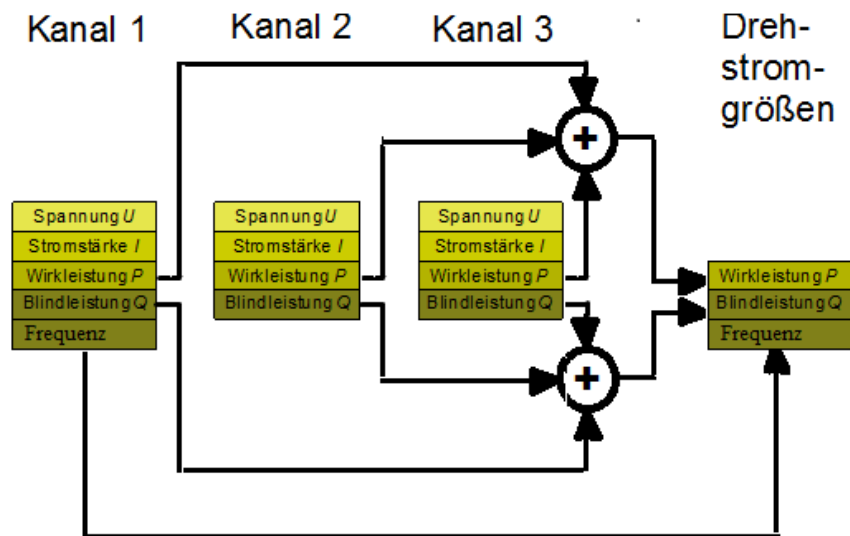 Kanal 1
Kanal 2
Kanal 3
Dreh-
strom-
größen
Spannung U
Stromstärke I
Wirkleistung P
Blindleistung Q
Frequenz
Spannung U
Stromstärke I
Wirkleistung P
Blindleistung Q
Spannung U
Stromstärke I
Wirkleistung P
Blindleistung Q
+
+
Wirkleistung P
Blindleistung Q
Frequenz